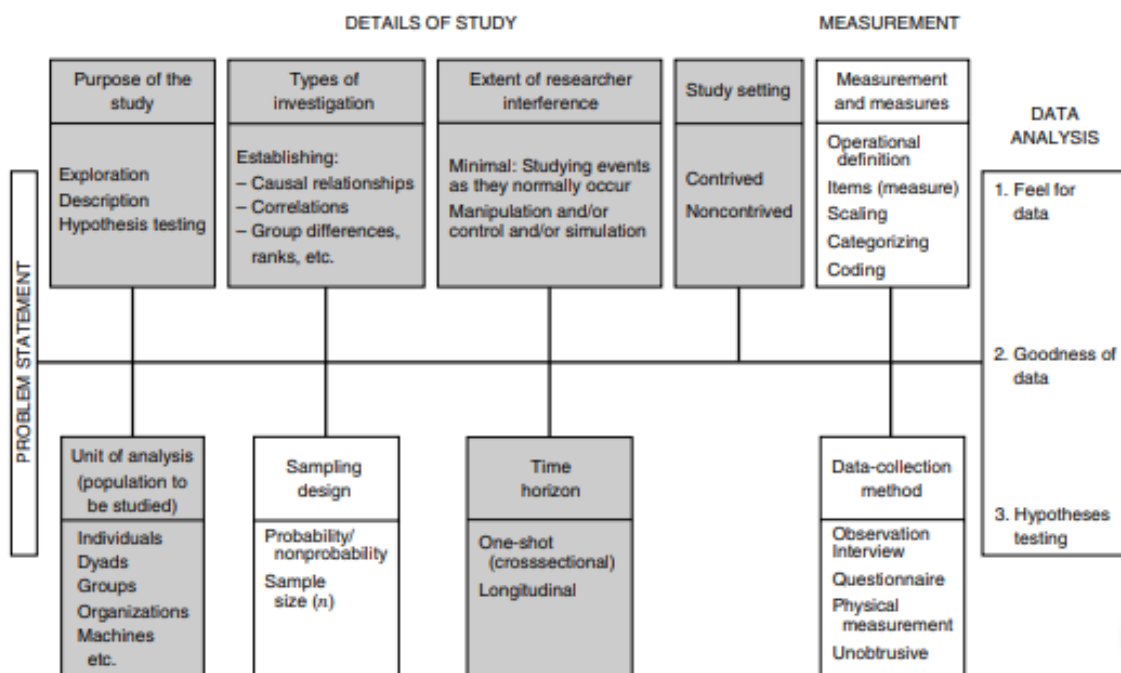 DETAILS OF STUDY
MEASUREMENT
Purpose of the
study
Exploration
Description
Hypothesis testing
Types of
investigation
Establishing:
– Causal relationships
– Correlations
– Group differences,
ranks, etc.
Extent of researcher
interference
Minimal: Studying events
as they normally occur
Manipulation and/or
control and/or simulation
Study setting
Contrived
Noncontrived
Measurement
and measures
Operational
definition
Items (measure)
Scaling
Categorizing
Coding
DATA
ANALYSIS
1. Feel for
data
2. Goodness of
data
3. Hypotheses
testing
PROBLEM STATEMENT
Unit of analysis
(population to
be studied)
Individuals
Dyads
Groups
Organizations
Machines
etc.
Sampling
design
Probability/
nonprobability
Sample
size (n)
Time
horizon
One-shot
(crosssectional)
Longitudinal
Data-collection
method
Observation
Interview
Questionnaire
Physical
measurement
Unobtrusive